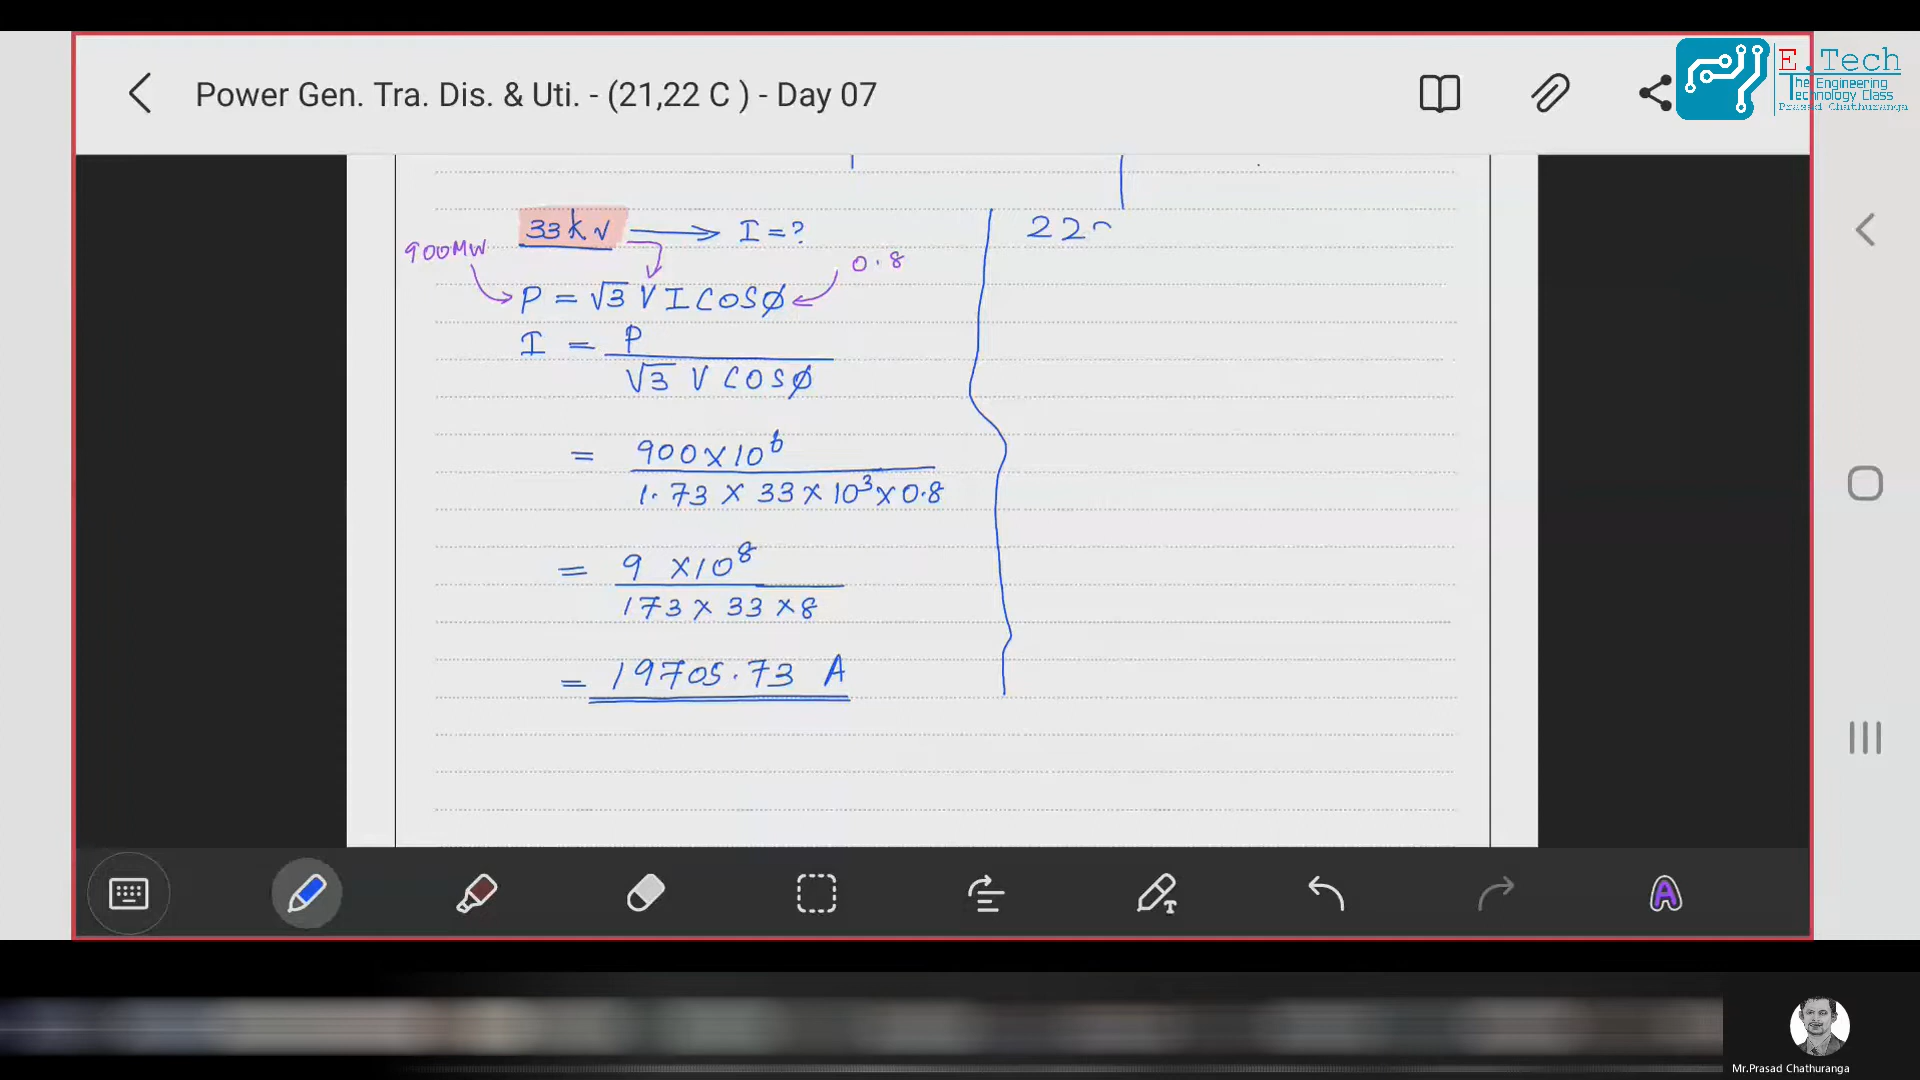 Power Gen. Tra. Dis. & Uti. - (21,22 C ) - Day 07
E.Tech
The Engineering
Technology Class
Prasad Chathuranga
33kV → I = ?
900MW
0.8
P = √3 V I COSϕ
I = P / √3 V COSϕ
= 900×10⁶ / 1.73 × 33 × 10³ × 0.8
= 9 ×10⁸ / 173 × 33 × 8
= 19705.73 A
22
Mr.Prasad Chathuranga